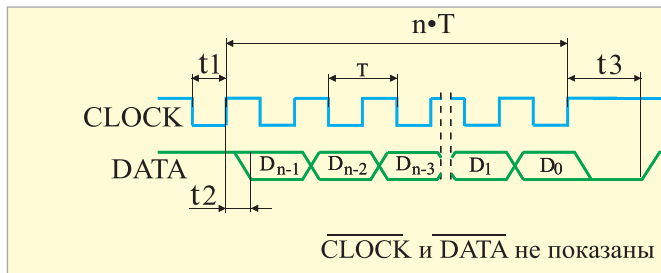 n•T
t1
T
t3
CLOCK
DATA
Dn-1
Dn-2
Dn-3
D1
D0
t2
CLOCK и DATA не показаны